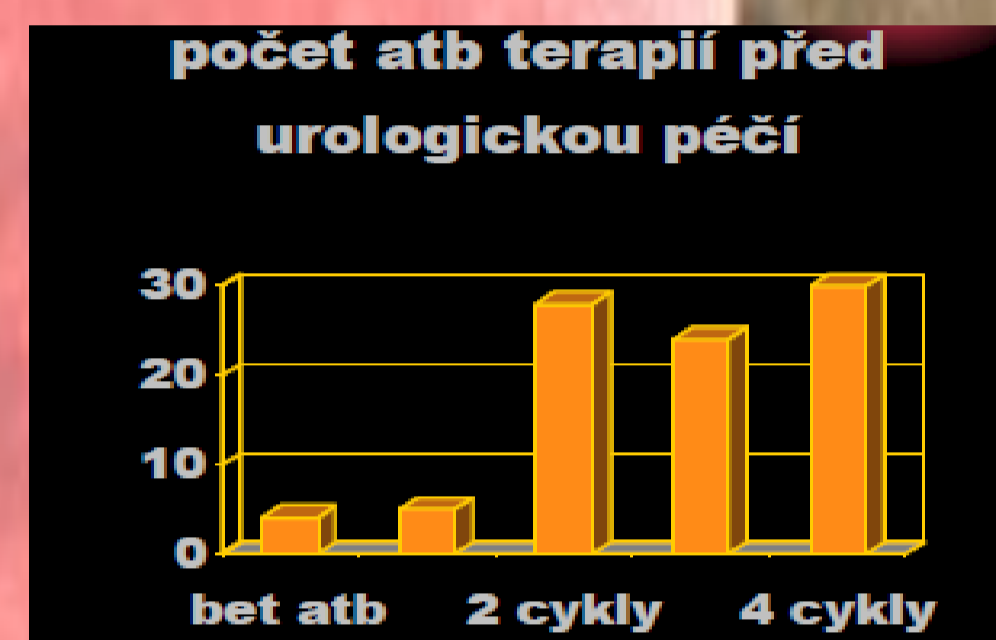 počet atb terapií před
urologickou péčí
30
20
10
0
bet atb 2 cykly 4 cykly